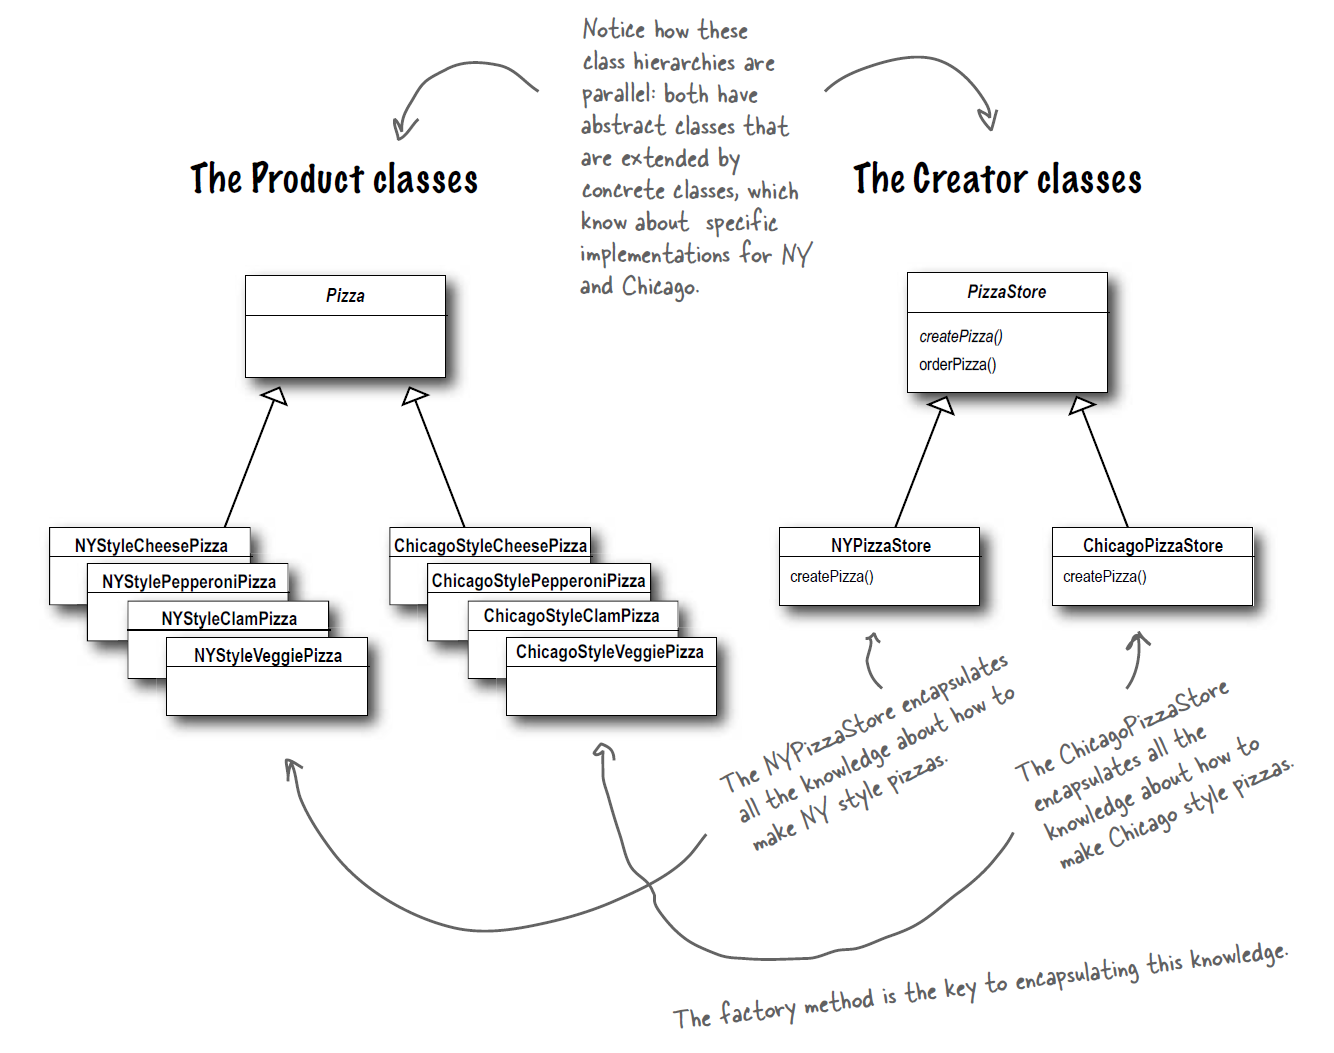 Notice how these
class hierarchies are
parallel: both have
abstract classes that
are extended by
concrete classes, which
know about specific
implementations for NY
and Chicago.
The Product classes
The Creator classes
Pizza
PizzaStore
createPizza()
orderPizza()
NYStyleCheesePizza
NYStylePepperoniPizza
NYStyleClamPizza
NYStyleVeggiePizza
ChicagoStyleCheesePizza
ChicagoStylePepperoniPizza
ChicagoStyleClamPizza
ChicagoStyleVeggiePizza
NYPizzaStore
createPizza()
ChicagoPizzaStore
createPizza()
The NYPizzaStore encapsulates
all the knowledge about how to
make NY style pizzas.
The ChicagoPizzaStore
encapsulates all the
knowledge about how to
make Chicago style pizzas.
The factory method is the key to encapsulating this knowledge.